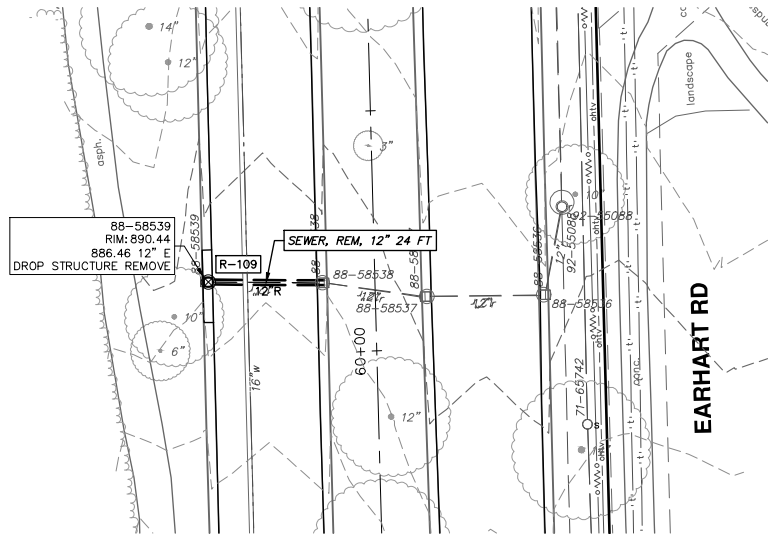 14"
12"
3"
asph.
landscape
ohtv
10"
92-55088
92-55088
12"r
88-58539
88-58539
RIM: 890.44
886.46 12" E
DROP STRUCTURE REMOVE
R-109
SEWER, REM, 12" 24 FT
12"R
88-58538
12"r
88-58537
12"r
88-58536
88-58536
10"
6"
16"w
60+00
12"
71-65742
S
ohtv
conc.
EARHART RD